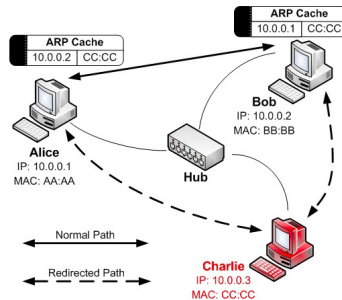 ARP Cache
10.0.0.2 CC:CC
ARP Cache
10.0.0.1 CC:CC
Alice
IP: 10.0.0.1
MAC: AA:AA
Bob
IP: 10.0.0.2
MAC: BB:BB
Hub
Normal Path
Redirected Path
Charlie
IP: 10.0.0.3
MAC: CC:CC